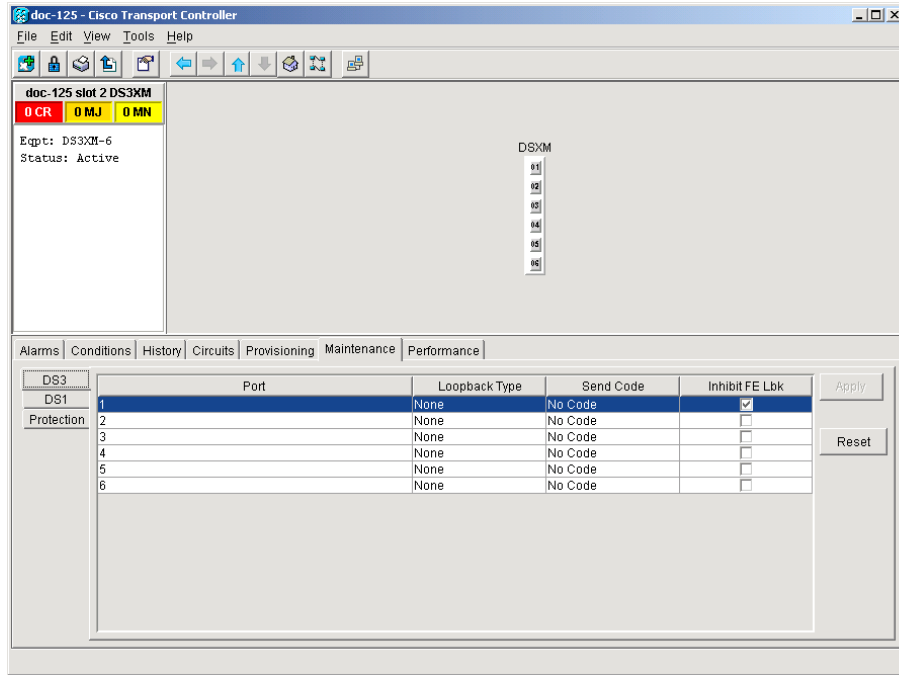 doc-125 - Cisco Transport Controller
File Edit View Tools Help
doc-125 slot 2 DS3XM
0 CR 0 MJ 0 MN
Eqpt: DS3XM-6
Status: Active
DSXM
01
02
03
04
05
06
Alarms Conditions History Circuits Provisioning Maintenance Performance
DS3
DS1
Protection
Port Loopback Type Send Code Inhibit FE Lbk
1 None No Code
2 None No Code
3 None No Code
4 None No Code
5 None No Code
6 None No Code
Apply
Reset